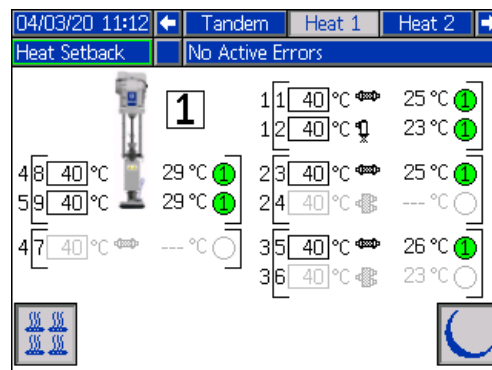 04/03/20 11:12 Tandem Heat 1 Heat 2
Heat Setback No Active Errors
1
1 1 40 °C 25 °C 1
1 2 40 °C 23 °C 1
4 8 40 °C 29 °C 1
2 3 40 °C 25 °C 1
5 9 40 °C 29 °C 1
2 4 40 °C --- °C
4 7 40 °C --- °C
3 5 40 °C 26 °C 1
3 6 40 °C 23 °C